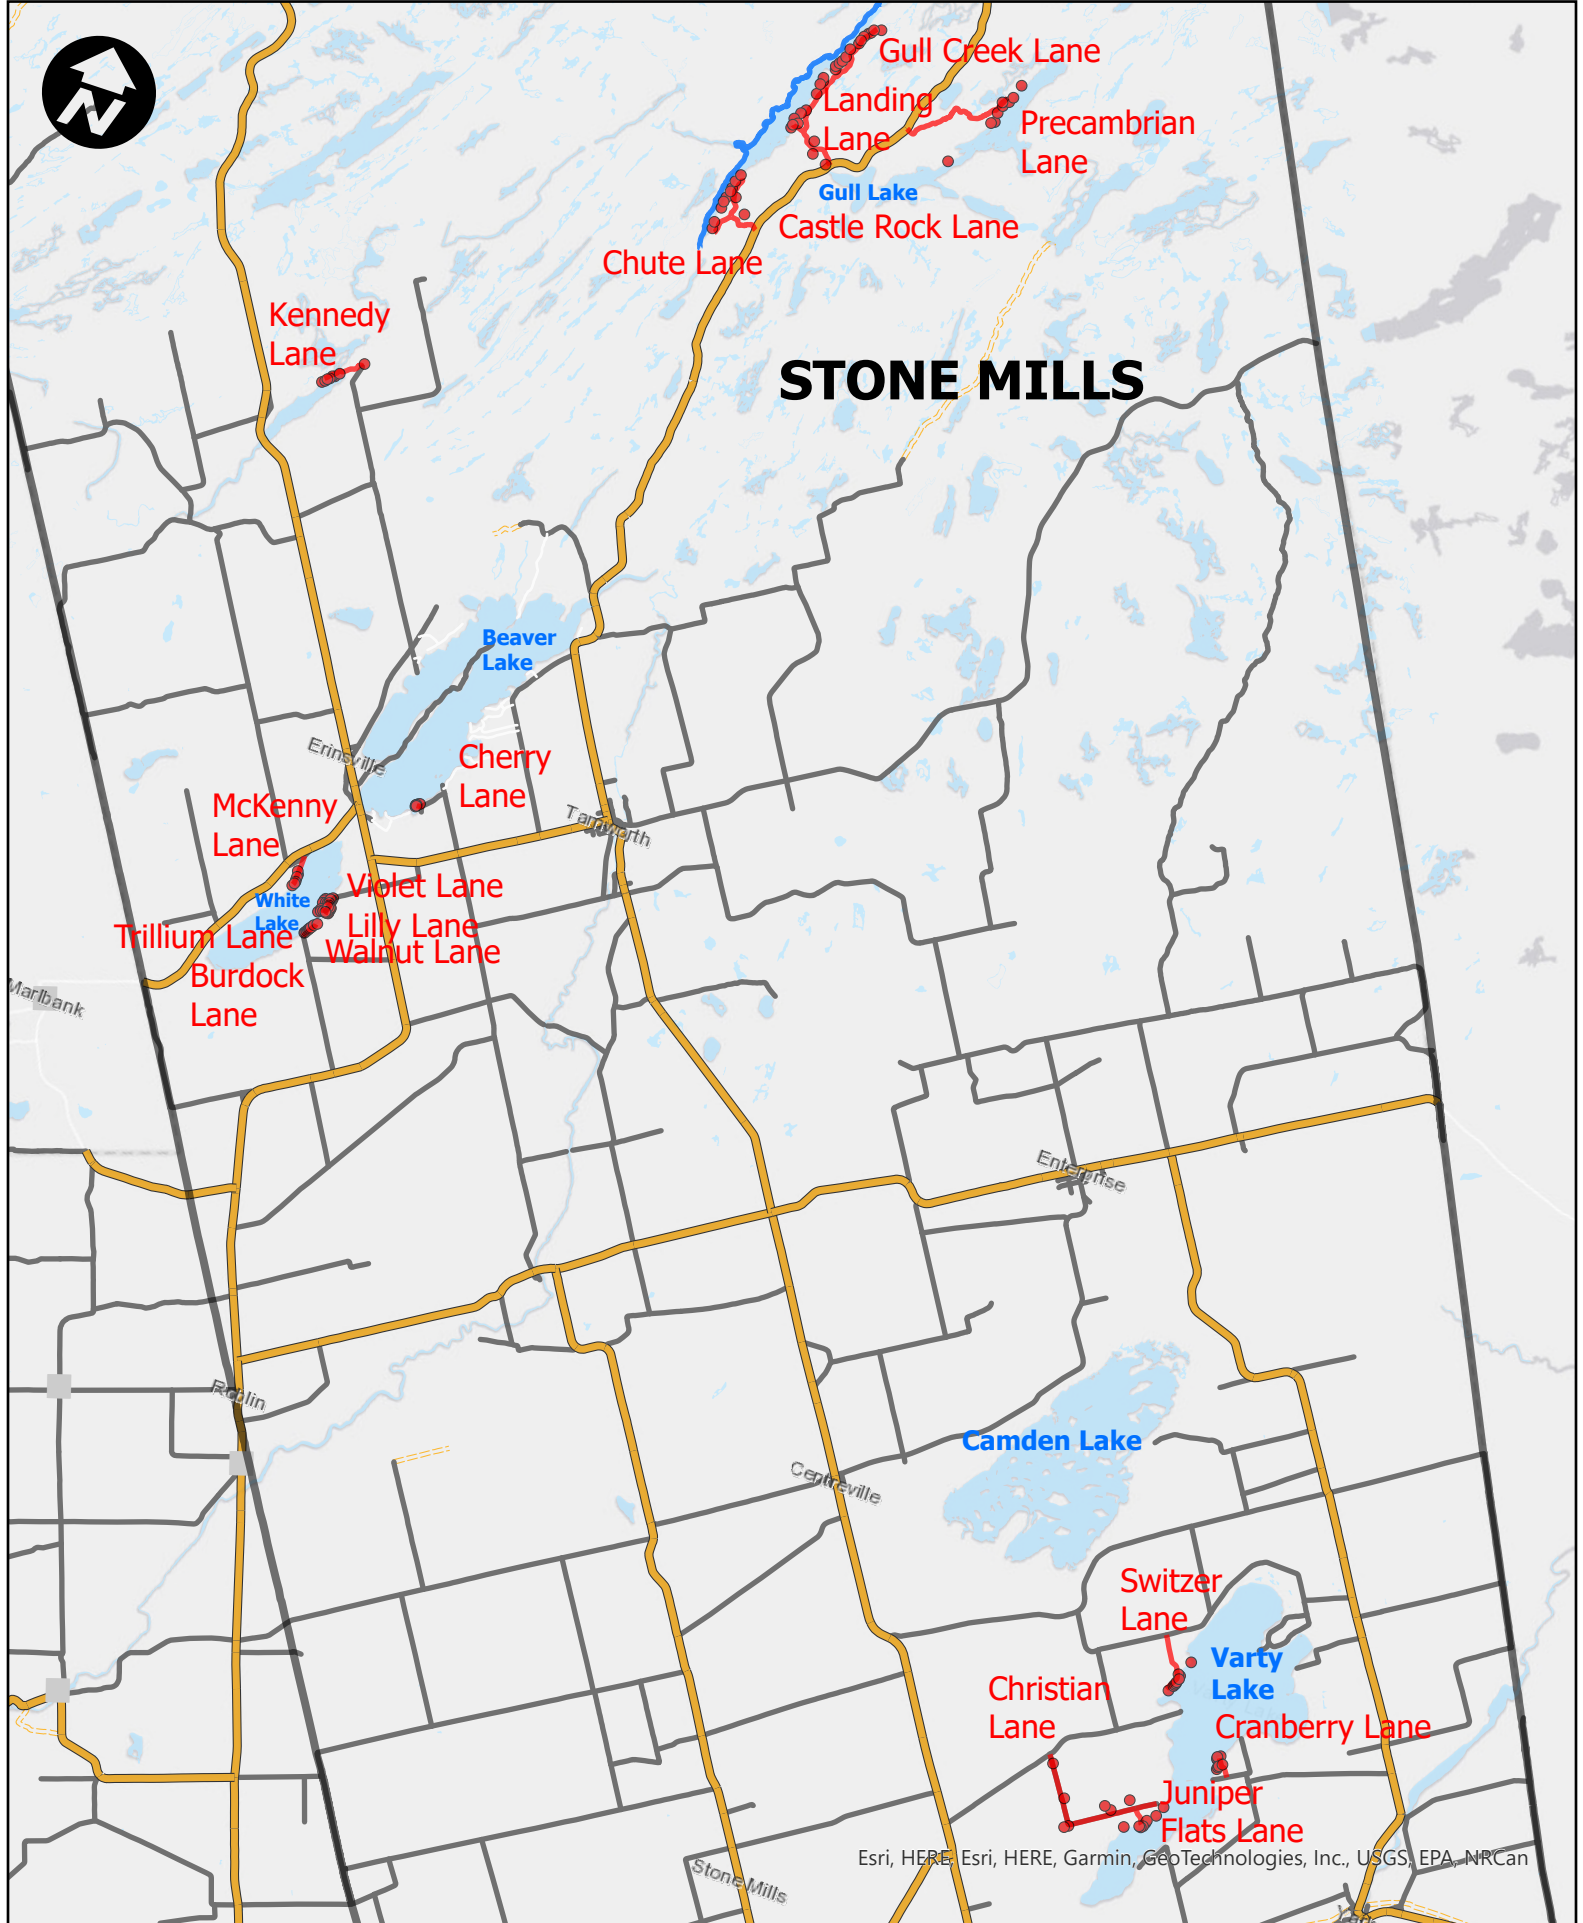 N
Gull Creek Lane
Landing
Lane
Precambrian
Lane
Gull Lake
Castle Rock Lane
Chute Lane
Kennedy
Lane
STONE MILLS
Beaver
Lake
Erinsville
Cherry
Lane
McKenny
Lane
Tamworth
Violet Lane
White
Lake
Lilly Lane
Trillium Lane
Walnut Lane
Burdock
Lane
Marlbank
Enterprise
Roblin
Camden Lake
Centreville
Switzer
Lane
Varty
Lake
Christian
Lane
Cranberry Lane
Juniper
Flats Lane
Esri, HERE, Esri, HERE, Garmin, GeoTechnologies, Inc., USGS, EPA, NRCan
Stone Mills